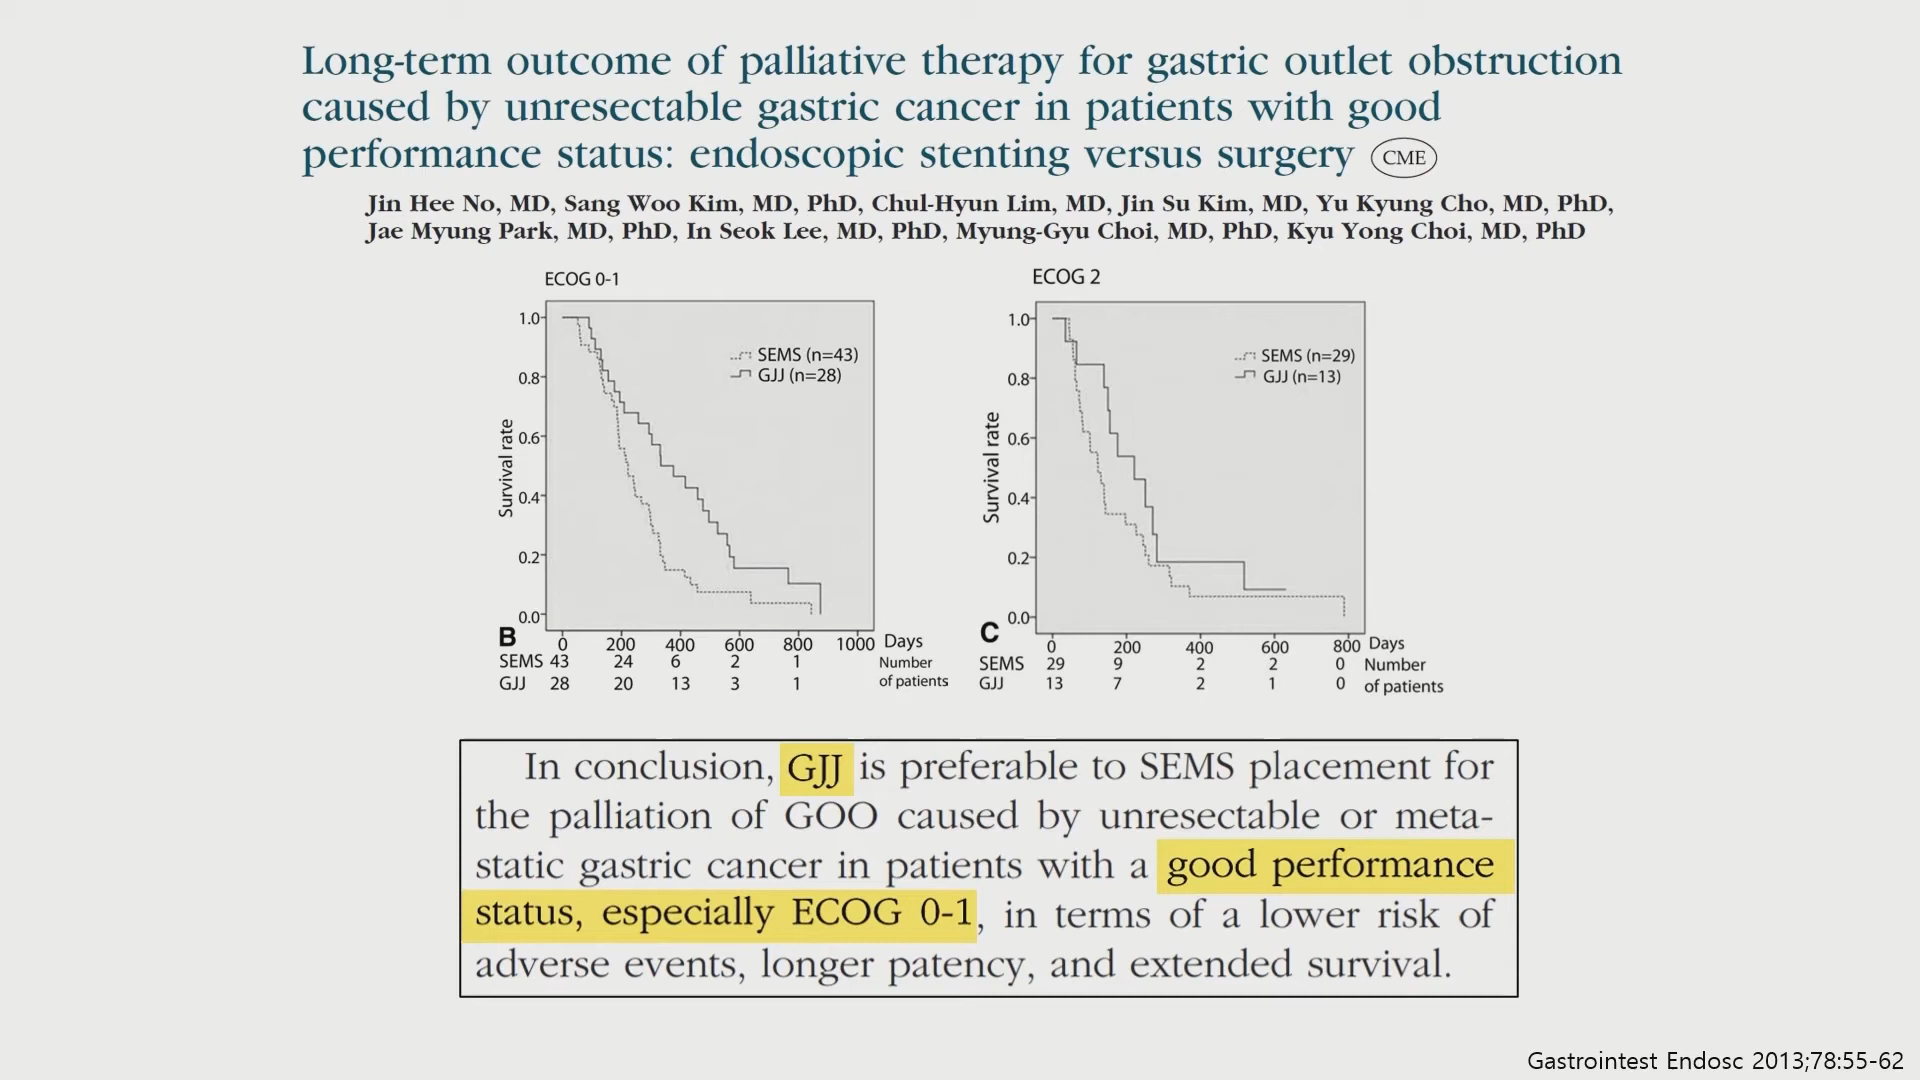 Long-term outcome of palliative therapy for gastric outlet obstruction
caused by unresectable gastric cancer in patients with good
performance status: endoscopic stenting versus surgery CME
Jin Hee No, MD, Sang Woo Kim, MD, PhD, Chul-Hyun Lim, MD, Jin Su Kim, MD, Yu Kyung Cho, MD, PhD,
Jae Myung Park, MD, PhD, In Seok Lee, MD, PhD, Myung-Gyu Choi, MD, PhD, Kyu Yong Choi, MD, PhD
ECOG 0-1
1.0
0.8
0.6
0.4
0.2
0.0
Survival rate
SEMS (n=43)
GJJ (n=28)
B
0 200 400 600 800 1000 Days
SEMS 43 24 6 2 1 Number
GJJ 28 20 13 3 1 of patients
ECOG 2
1.0
0.8
0.6
0.4
0.2
0.0
Survival rate
SEMS (n=29)
GJJ (n=13)
C
0 200 400 600 800 Days
SEMS 29 9 2 2 0 Number
GJJ 13 7 2 1 0 of patients
In conclusion, GJJ is preferable to SEMS placement for
the palliation of GOO caused by unresectable or meta-
static gastric cancer in patients with a good performance
status, especially ECOG 0-1, in terms of a lower risk of
adverse events, longer patency, and extended survival.
Gastrointest Endosc 2013;78:55-62